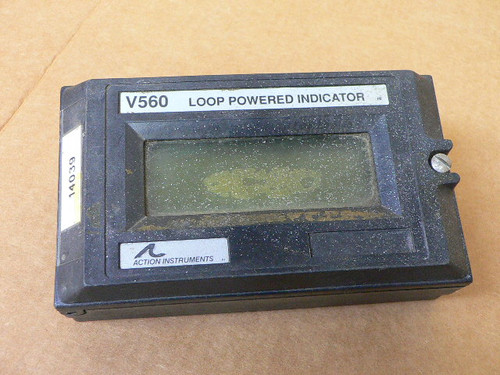 V560 LOOP POWERED INDICATOR
14039
ACTION INSTRUMENTS